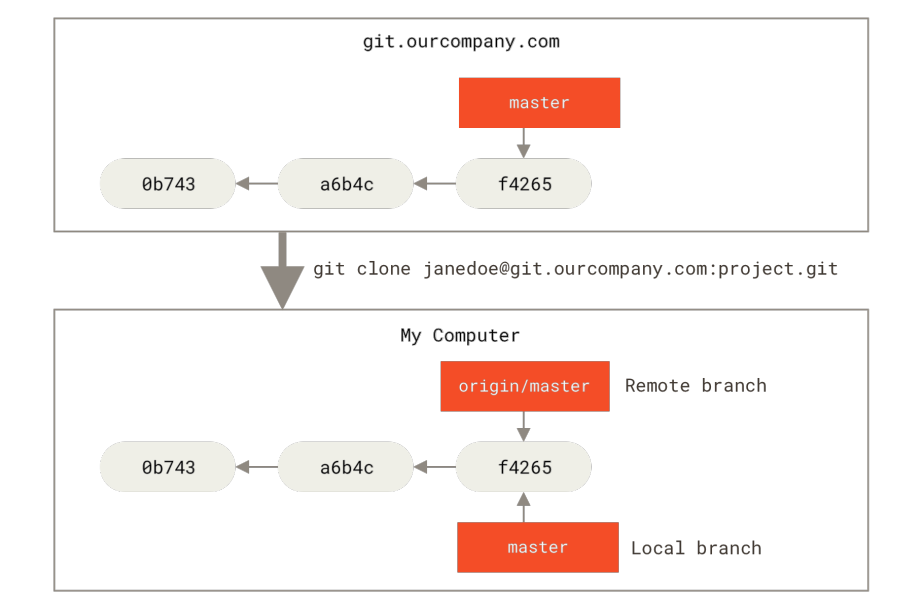 git.ourcompany.com
master
0b743
a6b4c
f4265
git clone janedoe@git.ourcompany.com:project.git
My Computer
origin/master
Remote branch
0b743
a6b4c
f4265
master
Local branch